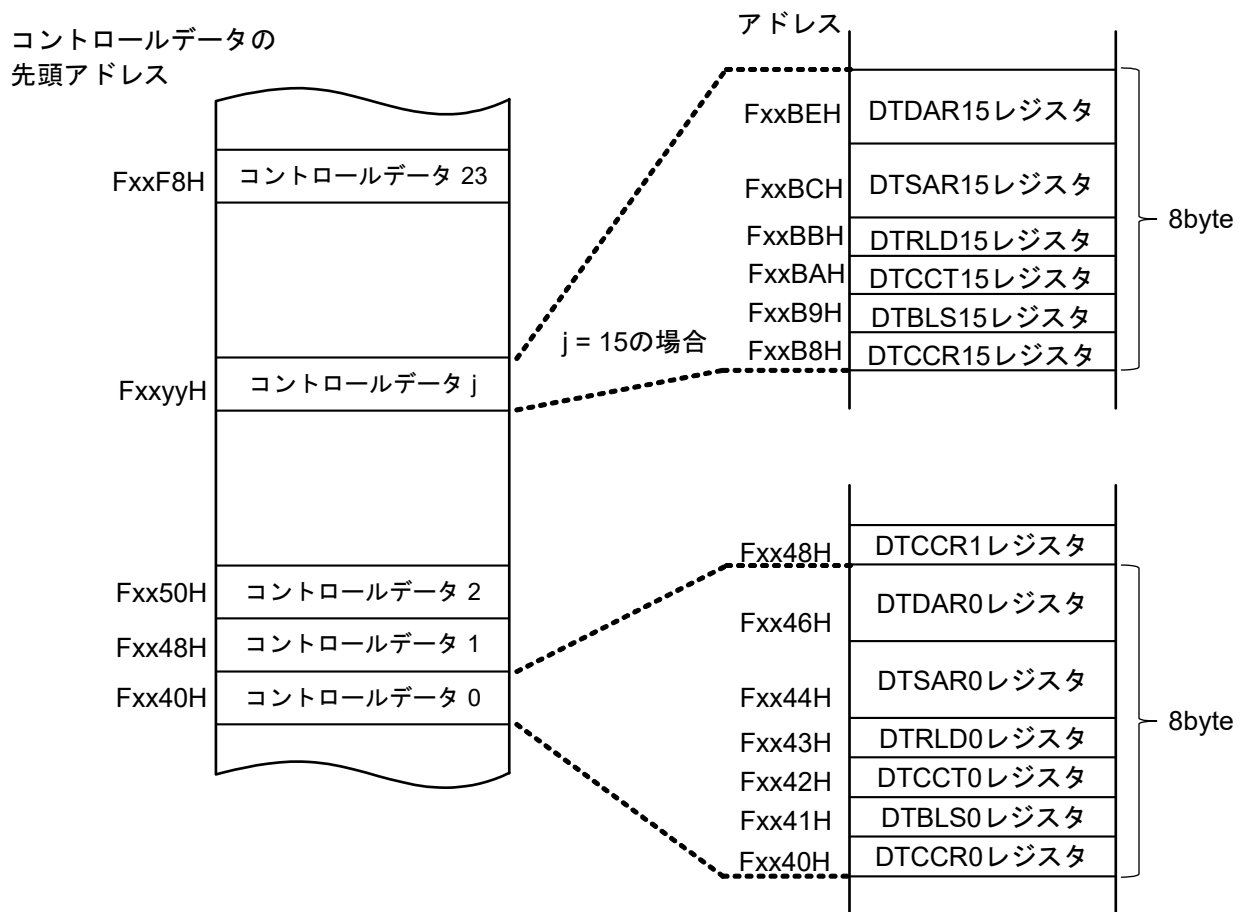 コントロールデータの
先頭アドレス
FxxF8H
コントロールデータ 23
FxxyyH
コントロールデータ j
Fxx50H
コントロールデータ 2
Fxx48H
コントロールデータ 1
Fxx40H
コントロールデータ 0
j = 15の場合
アドレス
FxxBEH
DTDAR15レジスタ
FxxBCH
DTSAR15レジスタ
FxxBBH
DTRLD15レジスタ
FxxBAH
DTCCT15レジスタ
FxxB9H
DTBLS15レジスタ
FxxB8H
DTCCR15レジスタ
8byte
Fxx48H
DTCCR1レジスタ
Fxx46H
DTDAR0レジスタ
Fxx44H
DTSAR0レジスタ
Fxx43H
DTRLD0レジスタ
Fxx42H
DTCCT0レジスタ
Fxx41H
DTBLS0レジスタ
Fxx40H
DTCCR0レジスタ
8byte